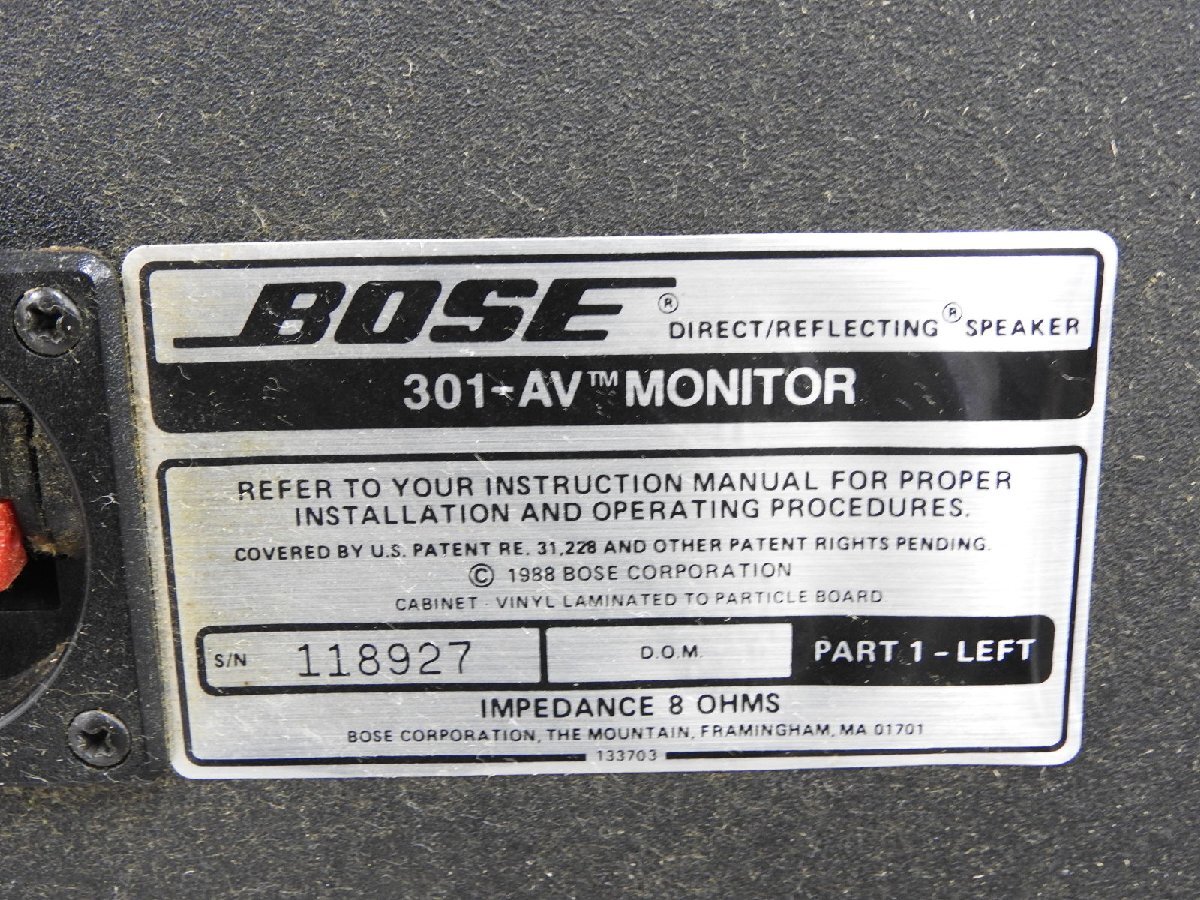 BOSE® DIRECT/REFLECTING® SPEAKER
301-AV™ MONITOR
REFER TO YOUR INSTRUCTION MANUAL FOR PROPER
INSTALLATION AND OPERATING PROCEDURES.
COVERED BY U.S. PATENT RE. 31,228 AND OTHER PATENT RIGHTS PENDING.
© 1988 BOSE CORPORATION
CABINET - VINYL LAMINATED TO PARTICLE BOARD
S/N 118927 D.O.M. PART 1 - LEFT
IMPEDANCE 8 OHMS
BOSE CORPORATION, THE MOUNTAIN, FRAMINGHAM, MA 01701
133703